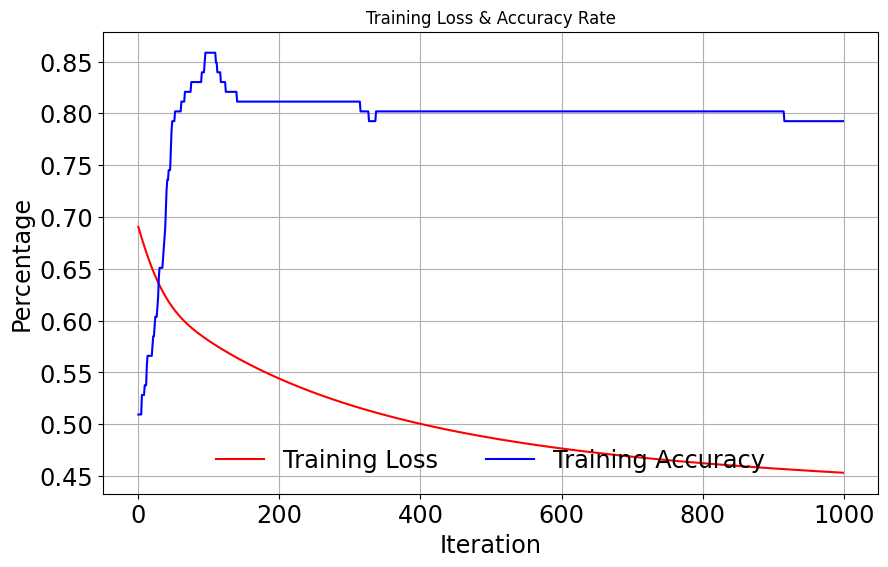 Training Loss & Accuracy Rate
0.85
0.80
0.75
0.70
0.65
0.60
0.55
0.50
0.45
Percentage
Training Loss Training Accuracy
0 200 400 600 800 1000
Iteration